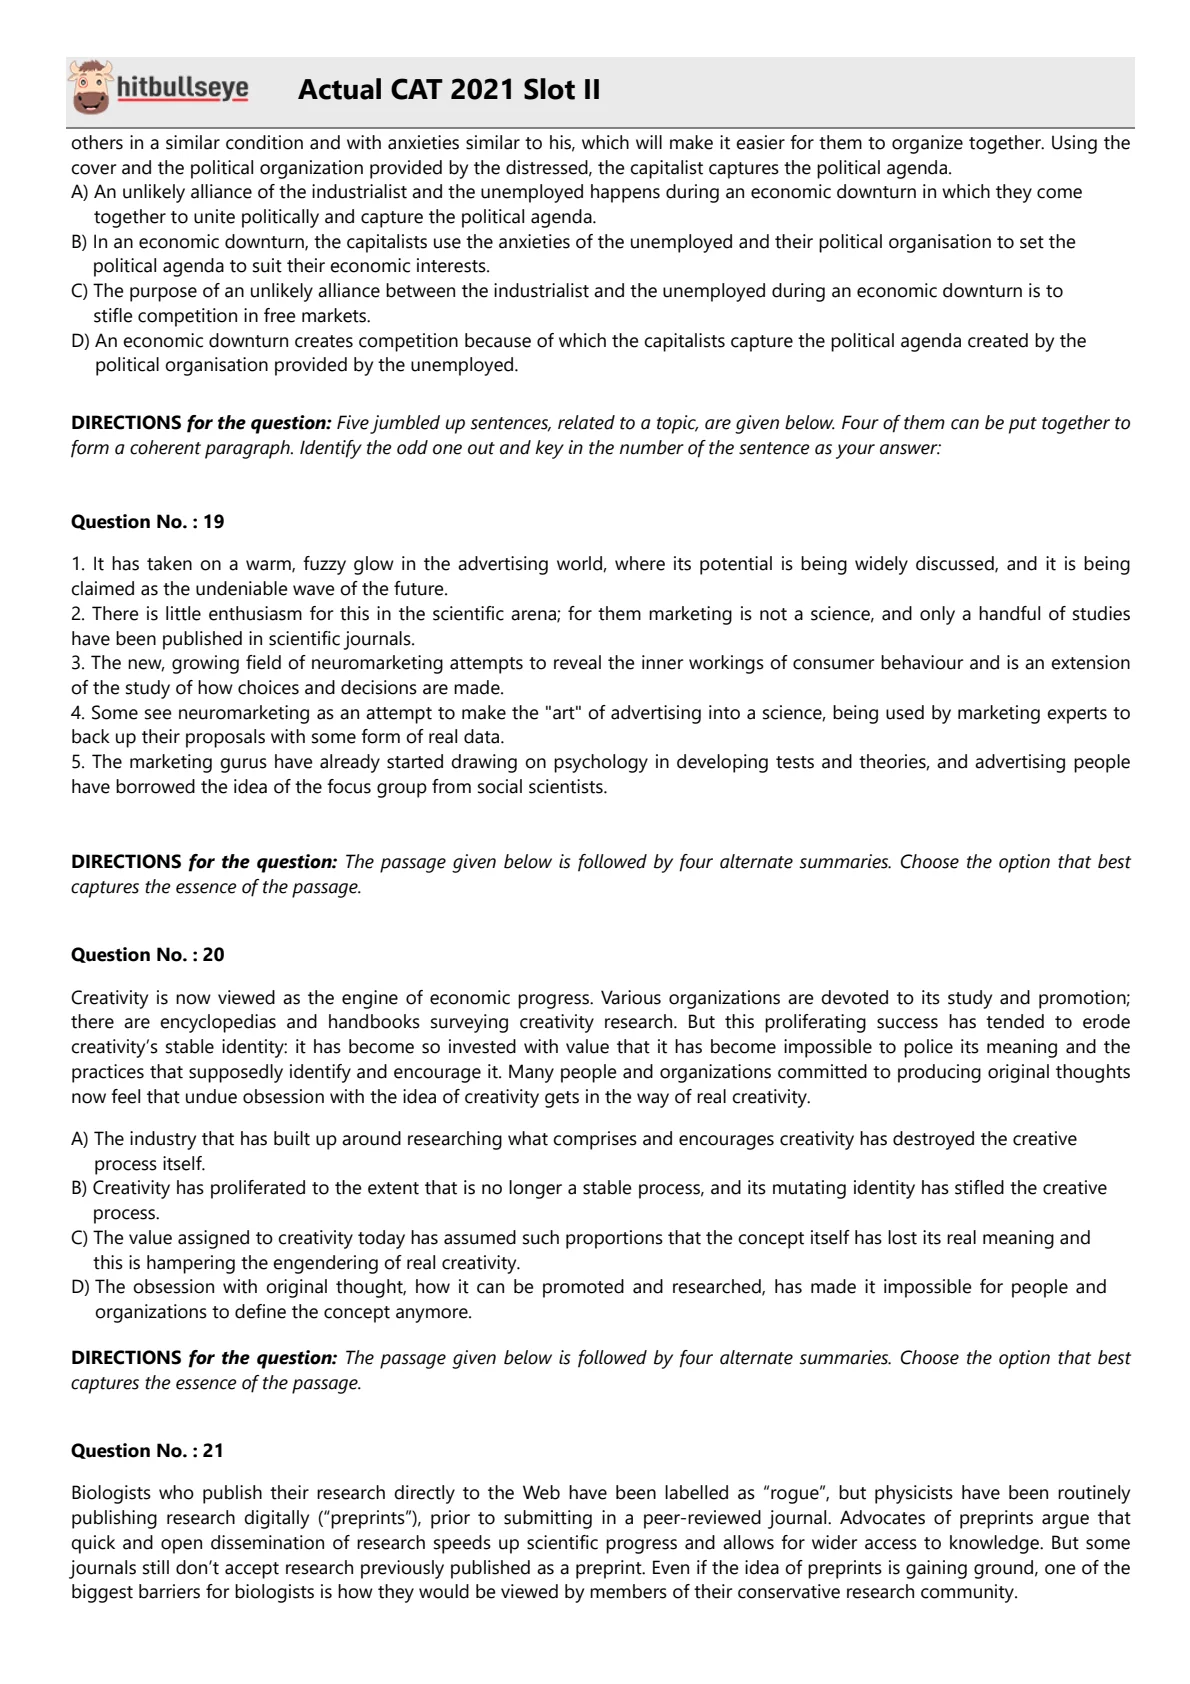 hitbullseye
Actual CAT 2021 Slot II
others in a similar condition and with anxieties similar to his, which will make it easier for them to organize together. Using the
cover and the political organization provided by the distressed, the capitalist captures the political agenda.
A) An unlikely alliance of the industrialist and the unemployed happens during an economic downturn in which they come
together to unite politically and capture the political agenda.
B) In an economic downturn, the capitalists use the anxieties of the unemployed and their political organisation to set the
political agenda to suit their economic interests.
C) The purpose of an unlikely alliance between the industrialist and the unemployed during an economic downturn is to
stifle competition in free markets.
D) An economic downturn creates competition because of which the capitalists capture the political agenda created by the
political organisation provided by the unemployed.
DIRECTIONS for the question: Five jumbled up sentences, related to a topic, are given below. Four of them can be put together to
form a coherent paragraph. Identify the odd one out and key in the number of the sentence as your answer:
Question No. : 19
1. It has taken on a warm, fuzzy glow in the advertising world, where its potential is being widely discussed, and it is being
claimed as the undeniable wave of the future.
2. There is little enthusiasm for this in the scientific arena; for them marketing is not a science, and only a handful of studies
have been published in scientific journals.
3. The new, growing field of neuromarketing attempts to reveal the inner workings of consumer behaviour and is an extension
of the study of how choices and decisions are made.
4. Some see neuromarketing as an attempt to make the "art" of advertising into a science, being used by marketing experts to
back up their proposals with some form of real data.
5. The marketing gurus have already started drawing on psychology in developing tests and theories, and advertising people
have borrowed the idea of the focus group from social scientists.
DIRECTIONS for the question: The passage given below is followed by four alternate summaries. Choose the option that best
captures the essence of the passage.
Question No. : 20
Creativity is now viewed as the engine of economic progress. Various organizations are devoted to its study and promotion;
there are encyclopedias and handbooks surveying creativity research. But this proliferating success has tended to erode
creativity’s stable identity: it has become so invested with value that it has become impossible to police its meaning and the
practices that supposedly identify and encourage it. Many people and organizations committed to producing original thoughts
now feel that undue obsession with the idea of creativity gets in the way of real creativity.
A) The industry that has built up around researching what comprises and encourages creativity has destroyed the creative
process itself.
B) Creativity has proliferated to the extent that is no longer a stable process, and its mutating identity has stifled the creative
process.
C) The value assigned to creativity today has assumed such proportions that the concept itself has lost its real meaning and
this is hampering the engendering of real creativity.
D) The obsession with original thought, how it can be promoted and researched, has made it impossible for people and
organizations to define the concept anymore.
DIRECTIONS for the question: The passage given below is followed by four alternate summaries. Choose the option that best
captures the essence of the passage.
Question No. : 21
Biologists who publish their research directly to the Web have been labelled as “rogue”, but physicists have been routinely
publishing research digitally (“preprints”), prior to submitting in a peer-reviewed journal. Advocates of preprints argue that
quick and open dissemination of research speeds up scientific progress and allows for wider access to knowledge. But some
journals still don’t accept research previously published as a preprint. Even if the idea of preprints is gaining ground, one of the
biggest barriers for biologists is how they would be viewed by members of their conservative research community.